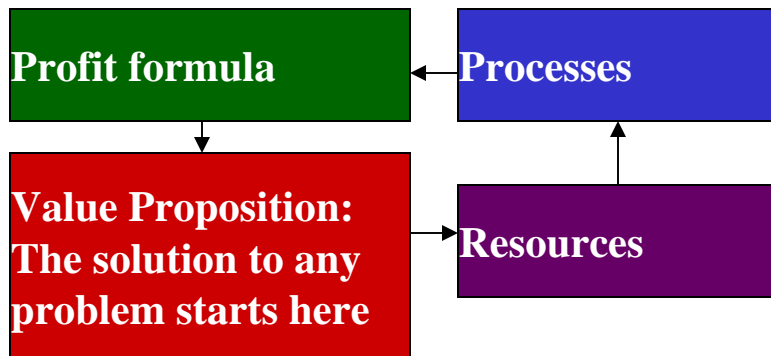 Profit formula
Processes
Value Proposition:
The solution to any
problem starts here
Resources